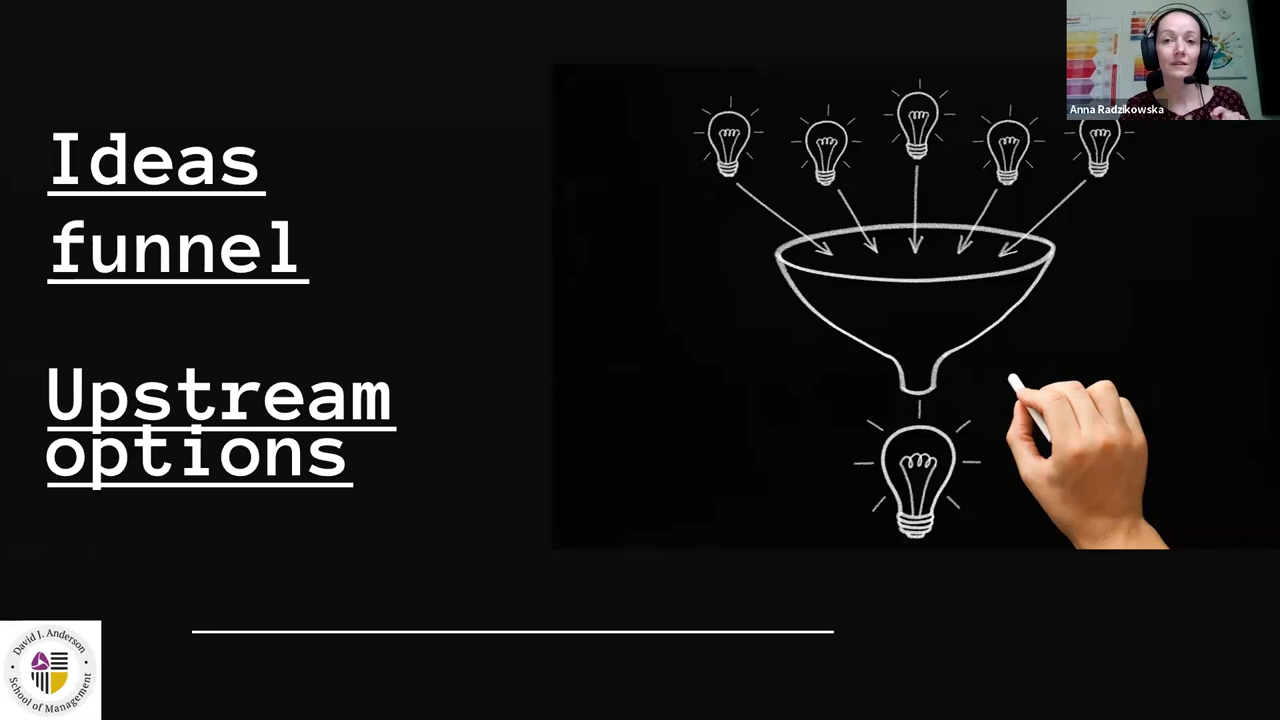 Ideas
funnel
Upstream
options
Anna Radzikowska
David J. Anderson
School of Management